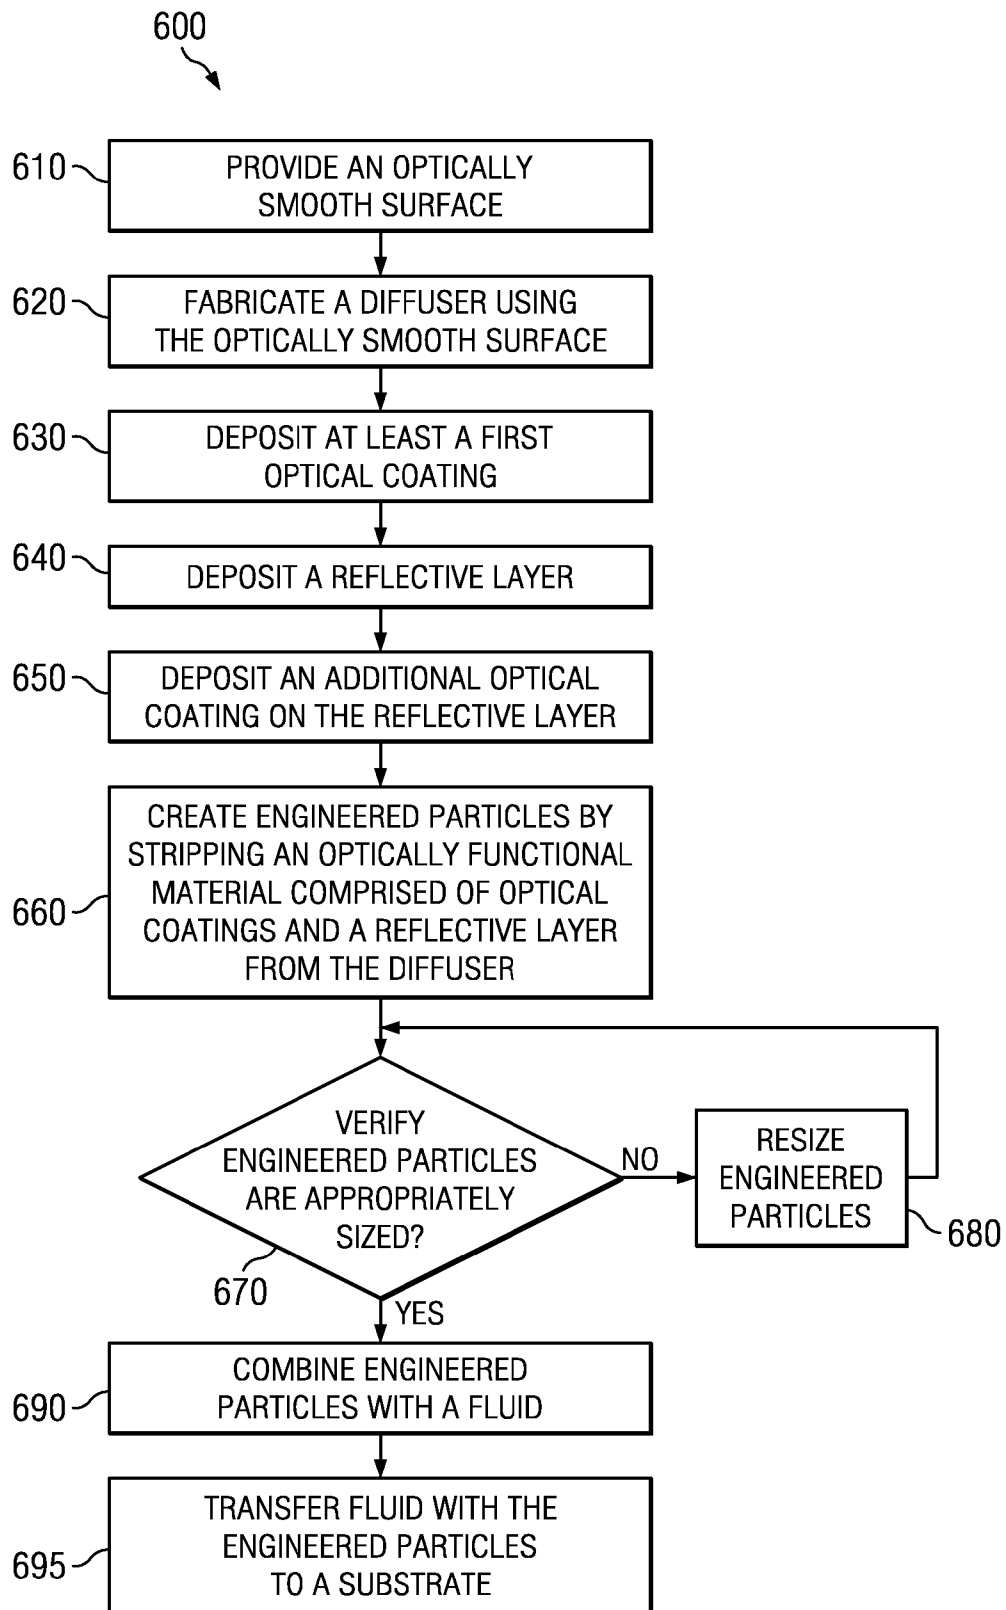 600
610
PROVIDE AN OPTICALLY
SMOOTH SURFACE
620
FABRICATE A DIFFUSER USING
THE OPTICALLY SMOOTH SURFACE
630
DEPOSIT AT LEAST A FIRST
OPTICAL COATING
640
DEPOSIT A REFLECTIVE LAYER
650
DEPOSIT AN ADDITIONAL OPTICAL
COATING ON THE REFLECTIVE LAYER
660
CREATE ENGINEERED PARTICLES BY
STRIPPING AN OPTICALLY FUNCTIONAL
MATERIAL COMPRISED OF OPTICAL
COATINGS AND A REFLECTIVE LAYER
FROM THE DIFFUSER
VERIFY
ENGINEERED PARTICLES
ARE APPROPRIATELY
SIZED?
670
NO
RESIZE
ENGINEERED
PARTICLES
680
YES
690
COMBINE ENGINEERED
PARTICLES WITH A FLUID
695
TRANSFER FLUID WITH THE
ENGINEERED PARTICLES
TO A SUBSTRATE